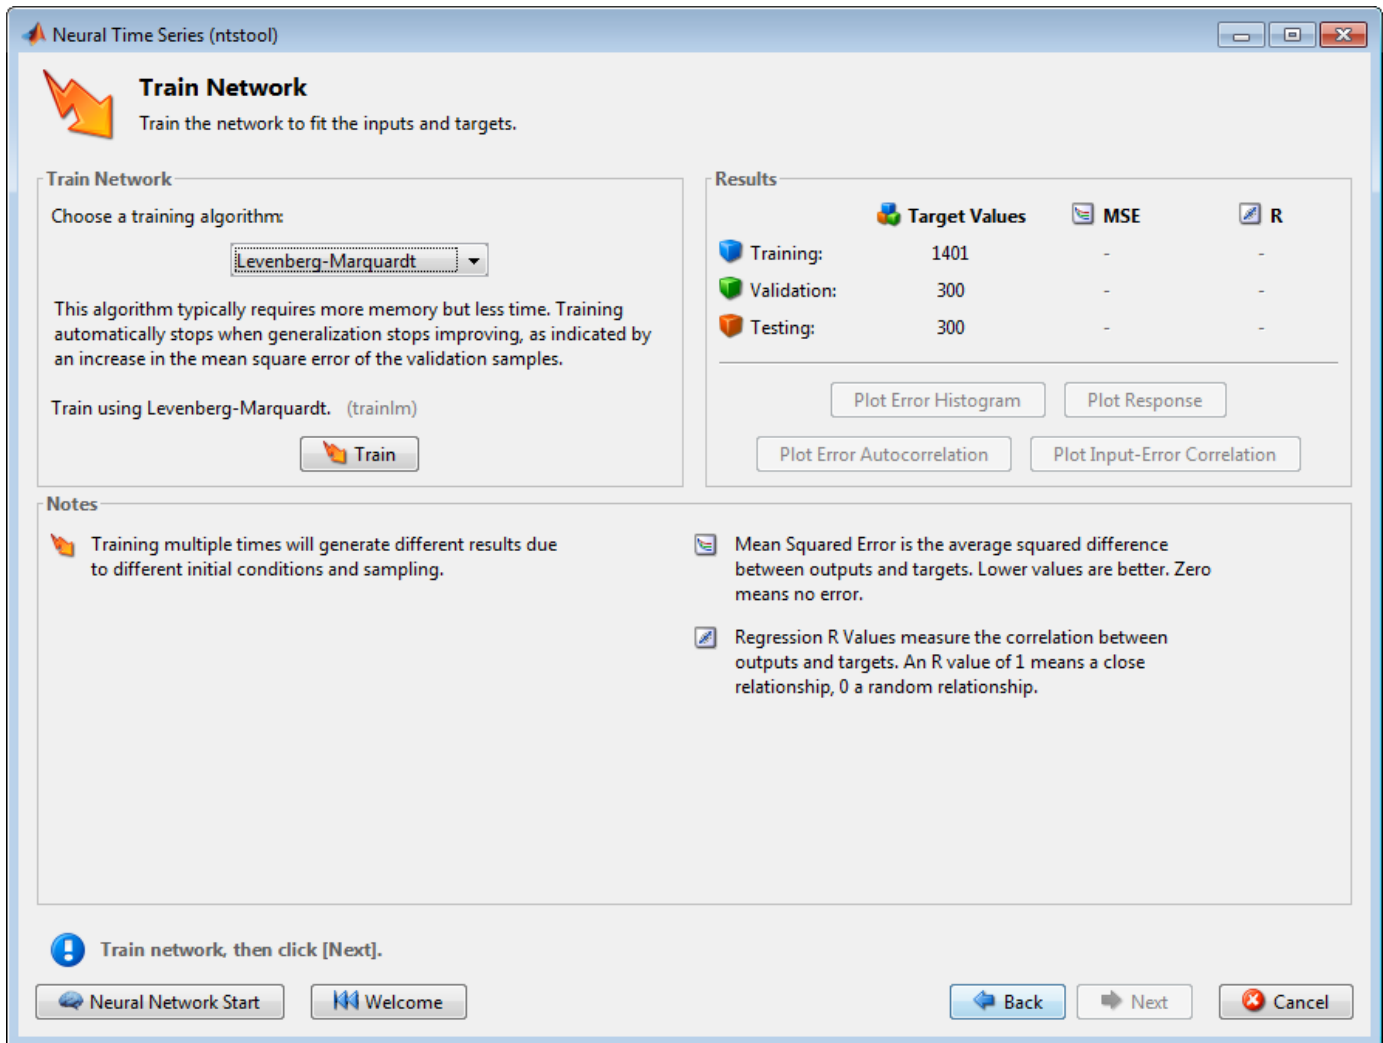 Neural Time Series (ntstool)
Train Network
Train the network to fit the inputs and targets.
Train Network
Choose a training algorithm:
Levenberg-Marquardt
This algorithm typically requires more memory but less time. Training
automatically stops when generalization stops improving, as indicated by
an increase in the mean square error of the validation samples.
Train using Levenberg-Marquardt. (trainlm)
Train
Results
Target Values MSE R
Training: 1401 - -
Validation: 300 - -
Testing: 300 - -
Plot Error Histogram Plot Response
Plot Error Autocorrelation Plot Input-Error Correlation
Notes
Training multiple times will generate different results due
to different initial conditions and sampling.
Mean Squared Error is the average squared difference
between outputs and targets. Lower values are better. Zero
means no error.
Regression R Values measure the correlation between
outputs and targets. An R value of 1 means a close
relationship, 0 a random relationship.
Train network, then click [Next].
Neural Network Start Welcome Back Next Cancel